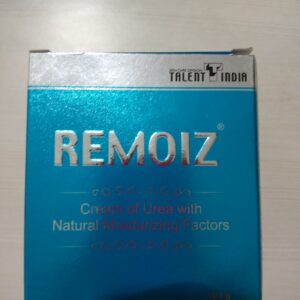 TALENT INDIA
REMOIZ®
Cream of Urea with
Natural Moisturizing Factors